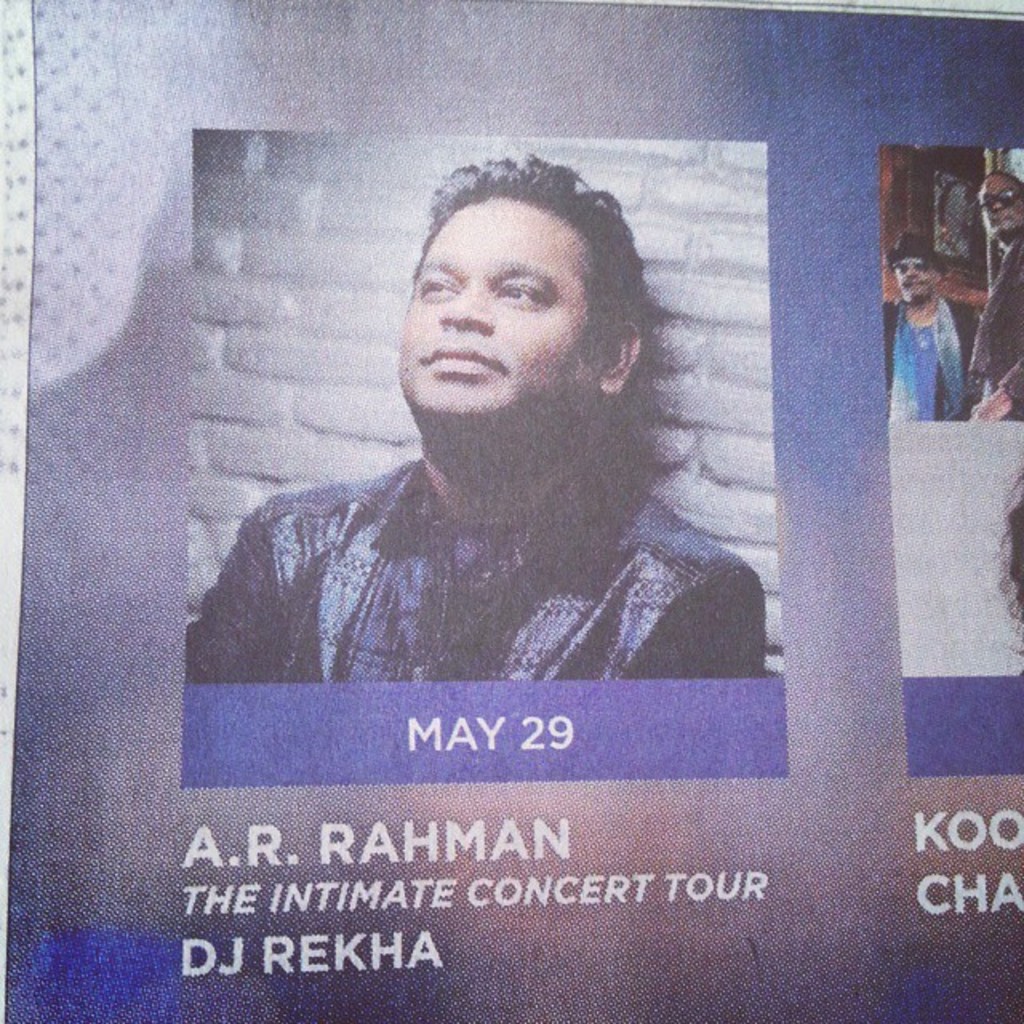 MAY 29
A.R. RAHMAN
THE INTIMATE CONCERT TOUR
DJ REKHA
KOO
CHA